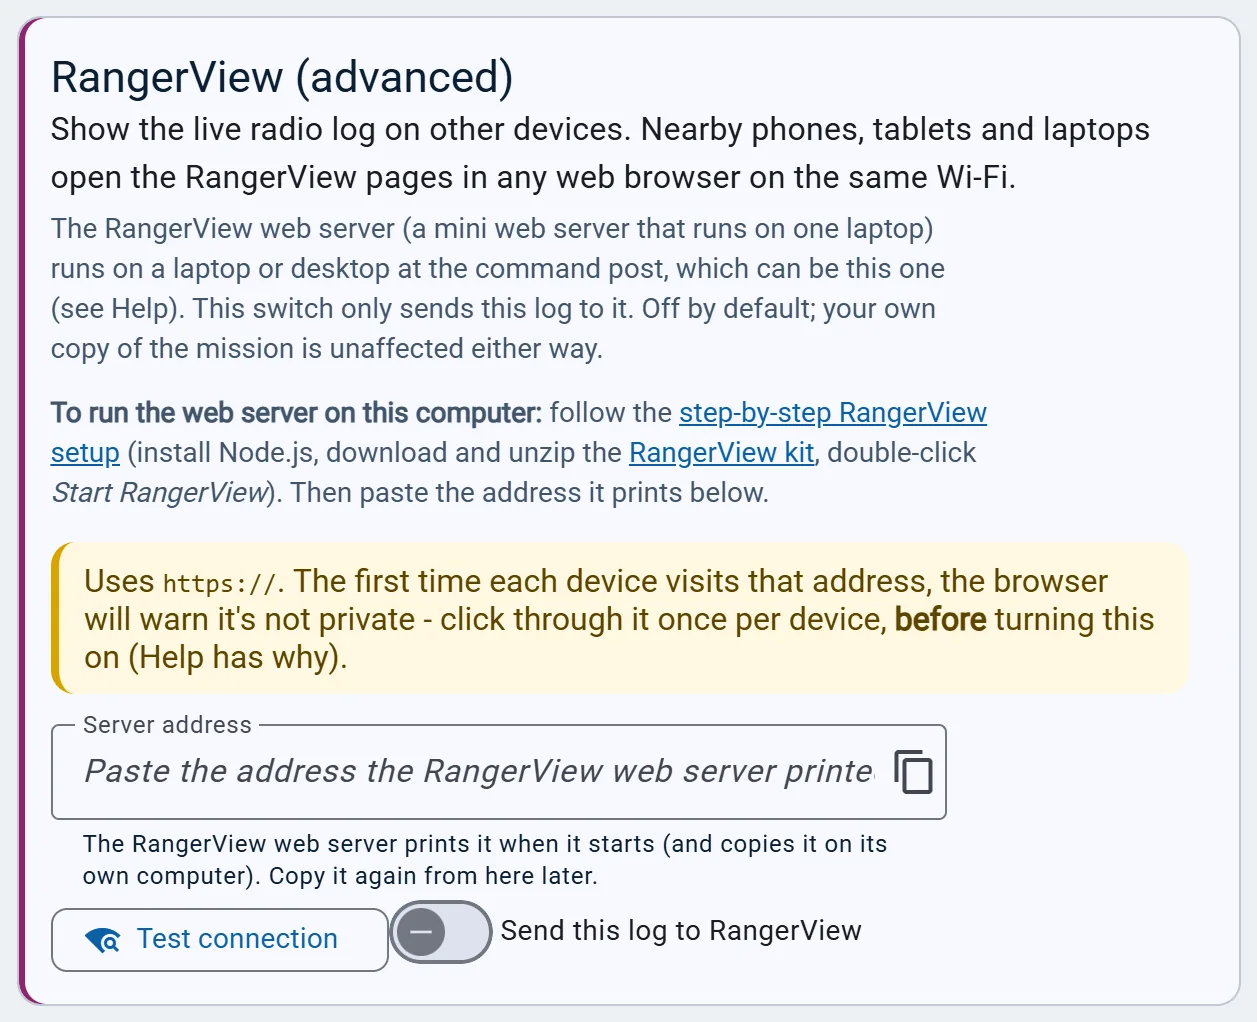 RangerView (advanced)
Show the live radio log on other devices. Nearby phones, tablets and laptops
open the RangerView pages in any web browser on the same Wi-Fi.
The RangerView web server (a mini web server that runs on one laptop)
runs on a laptop or desktop at the command post, which can be this one
(see Help). This switch only sends this log to it. Off by default; your own
copy of the mission is unaffected either way.
To run the web server on this computer: follow the step-by-step RangerView
setup (install Node.js, download and unzip the RangerView kit, double-click
Start RangerView). Then paste the address it prints below.
Uses https://. The first time each device visits that address, the browser
will warn it's not private - click through it once per device, before turning this
on (Help has why).
Server address
Paste the address the RangerView web server printe
The RangerView web server prints it when it starts (and copies it on its
own computer). Copy it again from here later.
Test connection
Send this log to RangerView